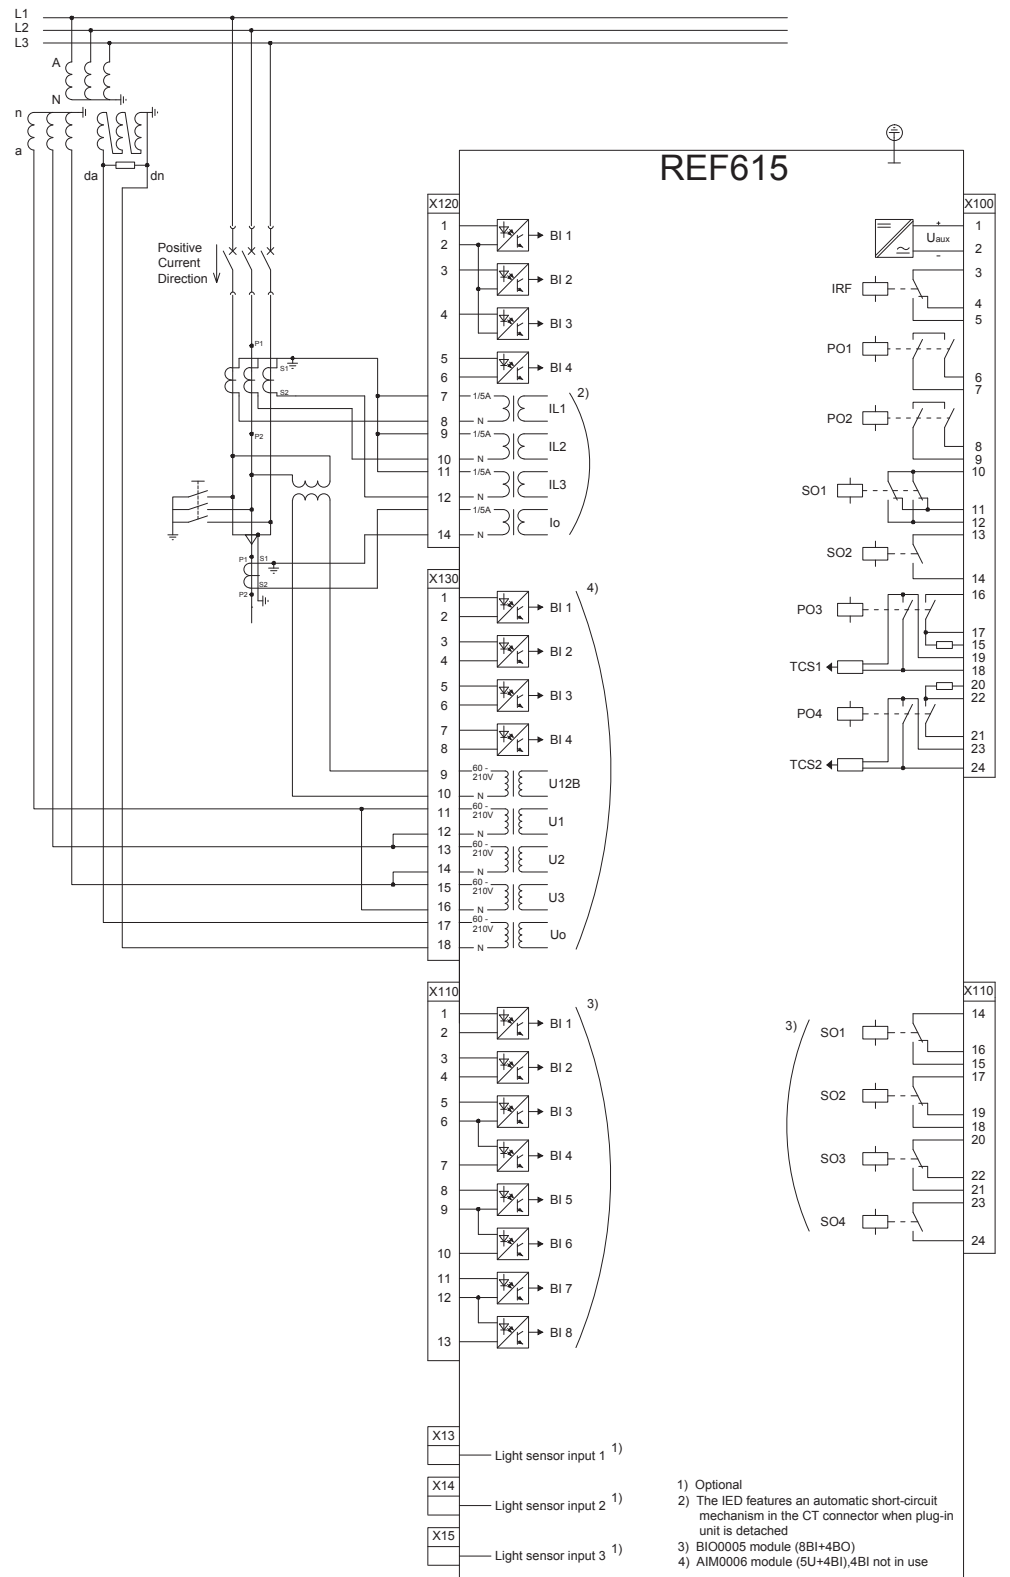 L1
L2
L3
A
N
n
a
da
dn
Positive
Current
Direction
P1
S1
S2
P2
P1
S1
S2
P2
REF615
X120
1
2
BI 1
3
BI 2
4
BI 3
5
6
BI 4
7
1/5A
2)
8
N
IL1
9
1/5A
10
N
IL2
11
1/5A
12
N
IL3
1/5A
14
N
Io
X130
4)
1
2
BI 1
3
4
BI 2
5
6
BI 3
7
8
BI 4
9
60 -
210V
10
N
U12B
11
60 -
210V
12
N
U1
13
60 -
210V
14
N
U2
15
60 -
210V
16
N
U3
17
60 -
210V
18
N
Uo
X110
3)
1
2
BI 1
3
4
BI 2
5
6
BI 3
7
BI 4
8
9
BI 5
10
BI 6
11
12
BI 7
13
BI 8
X13
Light sensor input 1 1)
X14
Light sensor input 2 1)
X15
Light sensor input 3 1)
X100
+
Uaux
-
1
2
IRF
3
4
5
PO1
6
7
PO2
8
9
SO1
10
11
12
SO2
13
14
PO3
16
17
15
19
TCS1
18
20
22
PO4
21
23
TCS2
24
X110
3)
SO1
14
16
15
SO2
17
19
18
SO3
20
22
21
SO4
23
24
1) Optional
2) The IED features an automatic short-circuit
mechanism in the CT connector when plug-in
unit is detached
3) BIO0005 module (8BI+4BO)
4) AIM0006 module (5U+4BI),4BI not in use